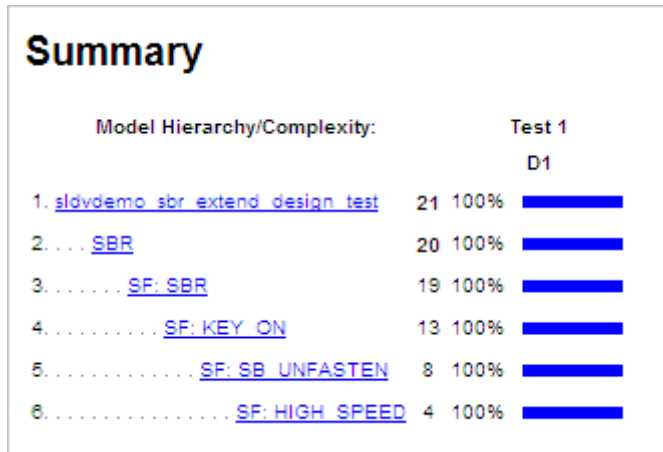 Summary
Model Hierarchy/Complexity: Test 1
D1
1. sldvdemo_sbr_extend_design_test 21 100%
2. . . . SBR 20 100%
3. . . . . . . SF: SBR 19 100%
4. . . . . . . . . . SF: KEY_ON 13 100%
5. . . . . . . . . . . . . SF: SB_UNFASTEN 8 100%
6. . . . . . . . . . . . . . . . SF: HIGH_SPEED 4 100%